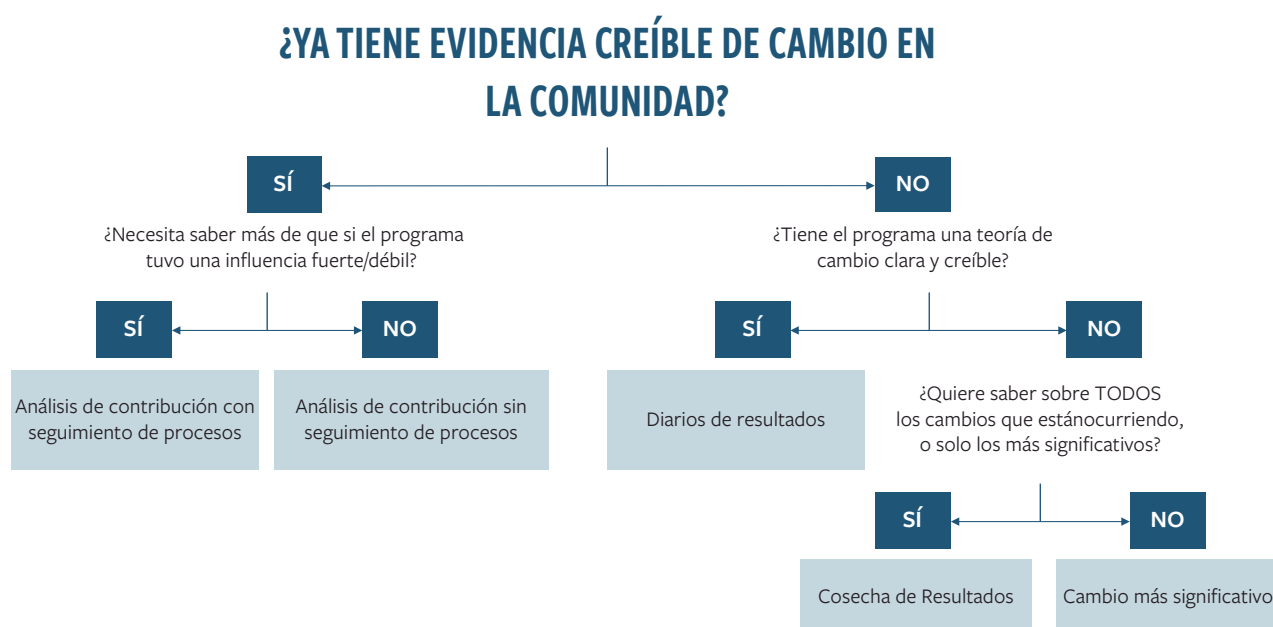 ¿YA TIENE EVIDENCIA CREÍBLE DE CAMBIO EN
LA COMUNIDAD?
SÍ
NO
¿Necesita saber más de que si el programa
tuvo una influencia fuerte/débil?
¿Tiene el programa una teoría de
cambio clara y creíble?
SÍ
NO
SÍ
NO
Análisis de contribución con
seguimiento de procesos
Análisis de contribución sin
seguimiento de procesos
Diarios de resultados
¿Quiere saber sobre TODOS
los cambios que estánocurriendo,
o solo los más significativos?
SÍ
NO
Cosecha de Resultados
Cambio más significativo